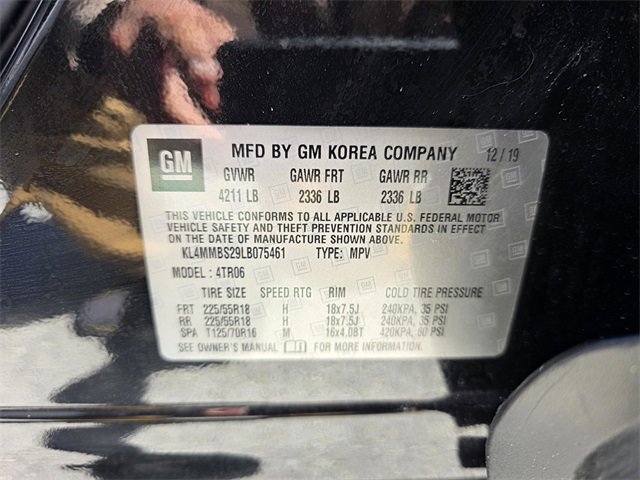 GM MFD BY GM KOREA COMPANY 12/19
GVWR GAWR FRT GAWR RR
4211 LB 2336 LB 2336 LB
THIS VEHICLE CONFORMS TO ALL APPLICABLE U.S. FEDERAL MOTOR
VEHICLE SAFETY AND THEFT PREVENTION STANDARDS IN EFFECT
ON THE DATE OF MANUFACTURE SHOWN ABOVE.
KL4MMBS29LB075461 TYPE: MPV
MODEL: 4TR06
TIRE SIZE SPEED RTG RIM COLD TIRE PRESSURE
FRT 225/55R18 H 18x7.5J 240KPA, 35 PSI
RR 225/55R18 H 18x7.5J 240KPA, 35 PSI
SPA T125/70R16 M 16x4.0BT 420KPA, 60 PSI
SEE OWNER'S MANUAL FOR MORE INFORMATION.